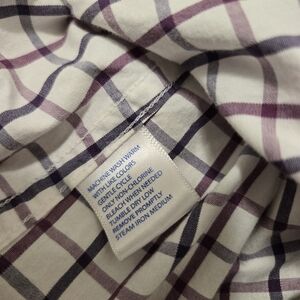 MACHINE WASH WARM
WITH LIKE COLORS
GENTLE CYCLE
ONLY NON-CHLORINE
BLEACH WHEN NEEDED
TUMBLE DRY LOW
REMOVE PROMPTLY
STEAM IRON MEDIUM